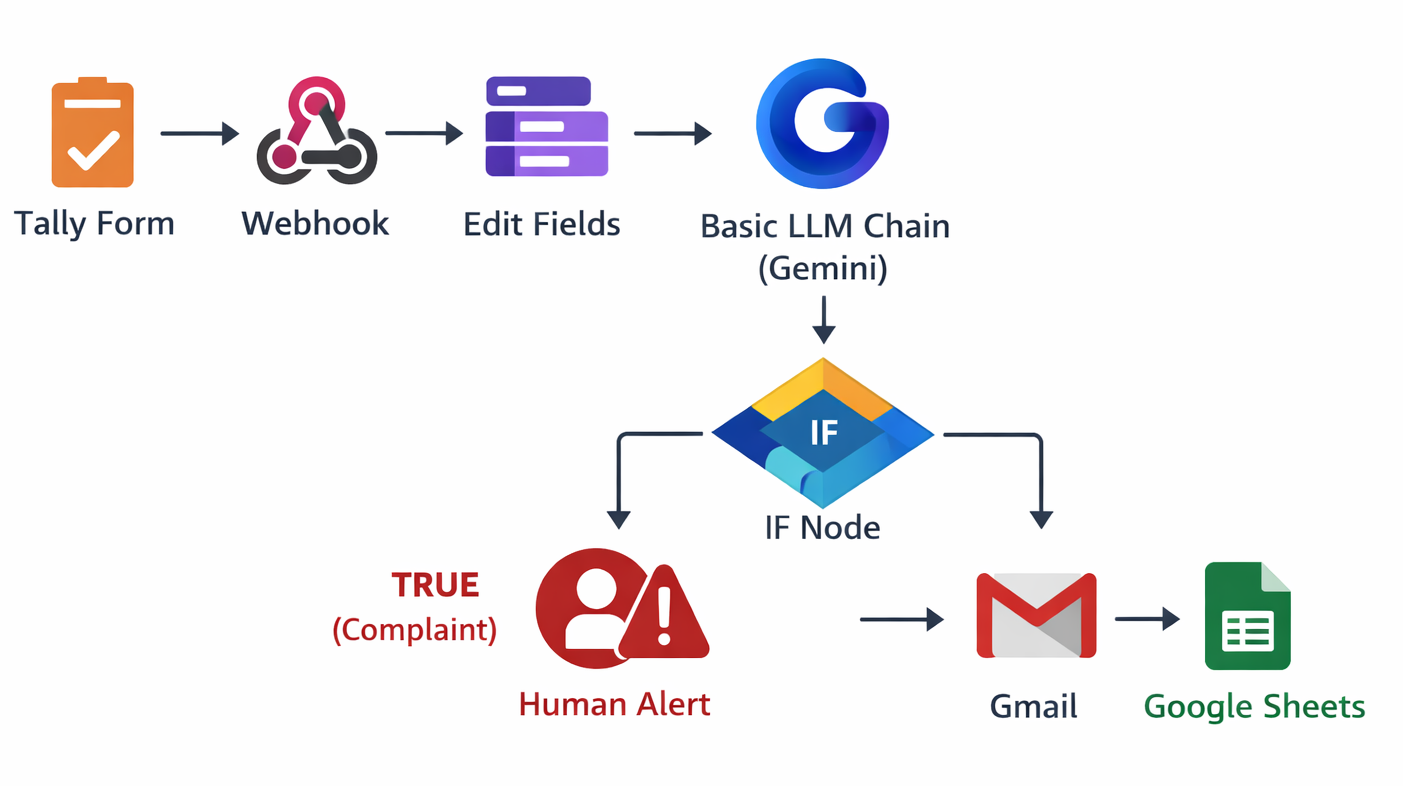 Tally Form
Webhook
Edit Fields
Basic LLM Chain
(Gemini)
IF
IF Node
TRUE
(Complaint)
Human Alert
Gmail
Google Sheets